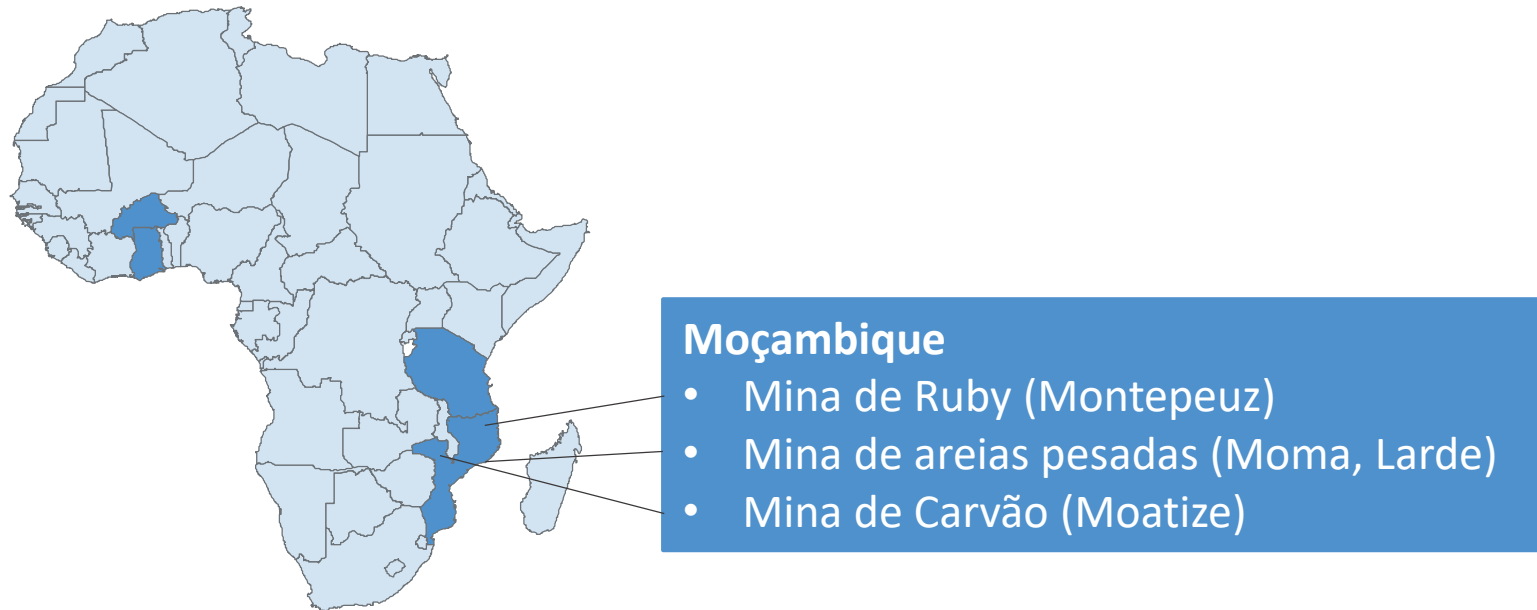 Moçambique
• Mina de Ruby (Montepeuz)
• Mina de areias pesadas (Moma, Larde)
• Mina de Carvão (Moatize)